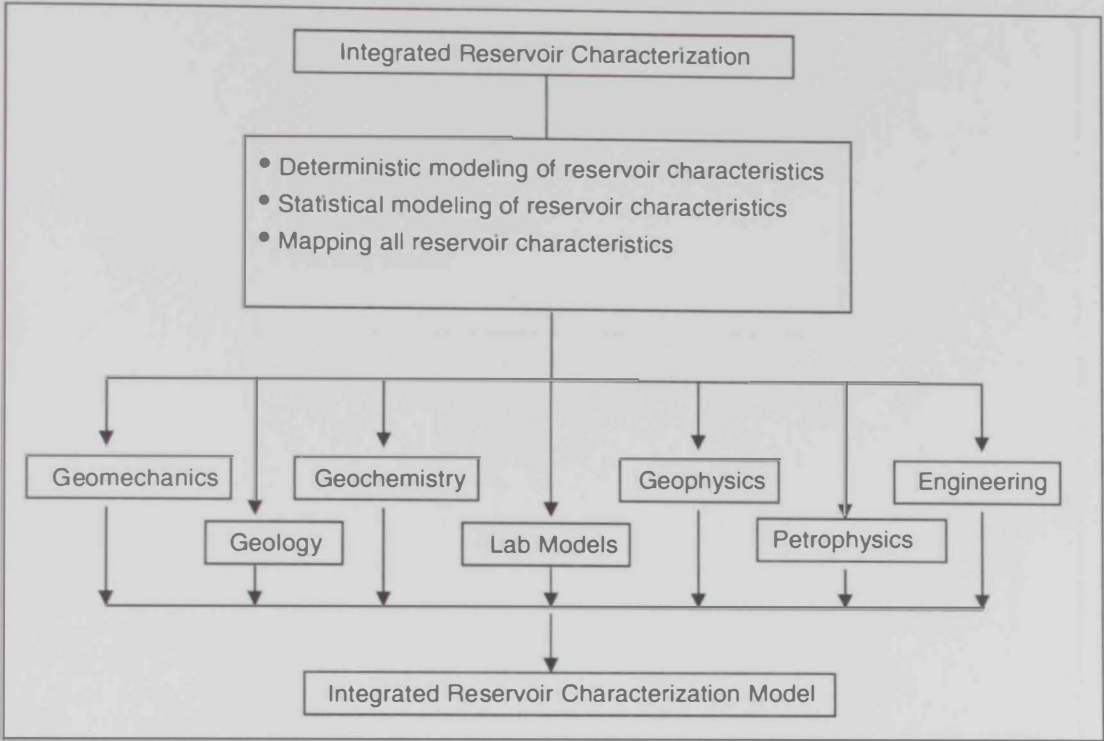 Integrated Reservoir Characterization
• Deterministic modeling of reservoir characteristics
• Statistical modeling of reservoir characteristics
• Mapping all reservoir characteristics
Geomechanics
Geochemistry
Geophysics
Engineering
Geology
Lab Models
Petrophysics
Integrated Reservoir Characterization Model